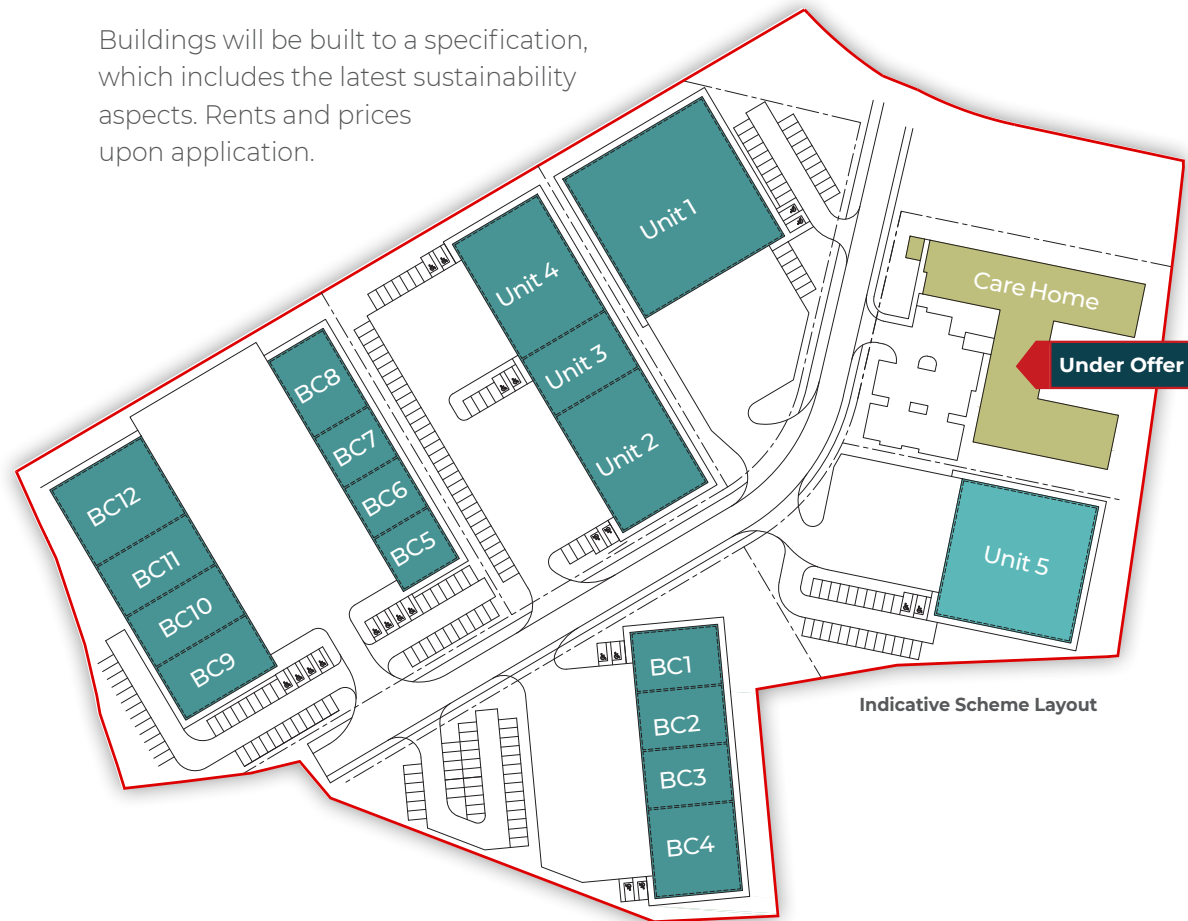 Buildings will be built to a specification,
which includes the latest sustainability
aspects. Rents and prices
upon application.
Unit 1
Unit 4
Unit 3
Unit 2
Care Home
Under Offer
BC8
BC7
BC6
BC5
BC12
BC11
BC10
BC9
Unit 5
BC1
BC2
BC3
BC4
Indicative Scheme Layout